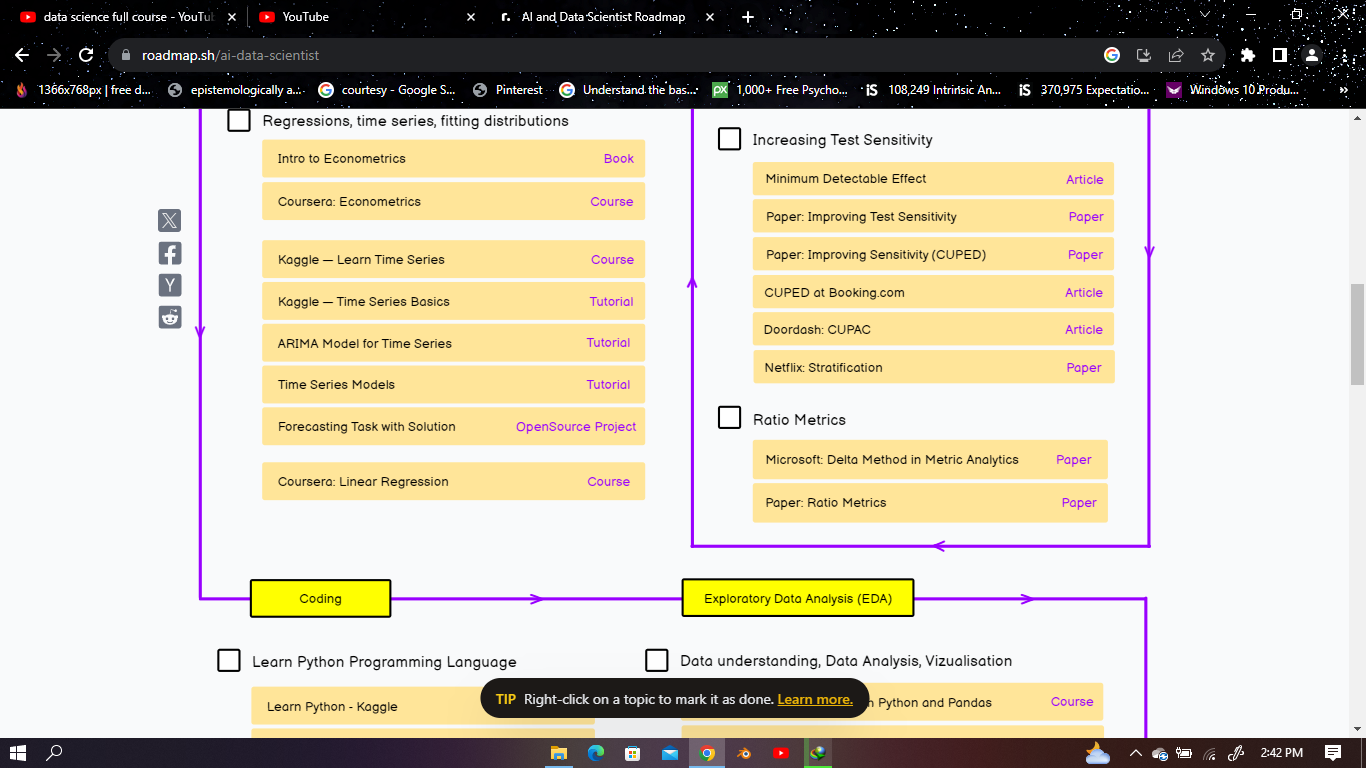 data science full course - YouTu
YouTube
AI and Data Scientist Roadmap
roadmap.sh/ai-data-scientist
1366x768px | free d...
epistemologically a...
courtesy - Google S...
Pinterest
Understand the bas...
PX
1,000+ Free Psycho...
iS
108,249 Intrinsic An...
iS
370,975 Expectatio...
Windows 10 Produ...
»
Regressions, time series, fitting distributions
Intro to Econometrics Book
Coursera: Econometrics Course
Kaggle — Learn Time Series Course
Kaggle — Time Series Basics Tutorial
ARIMA Model for Time Series Tutorial
Time Series Models Tutorial
Forecasting Task with Solution OpenSource Project
Coursera: Linear Regression Course
Increasing Test Sensitivity
Minimum Detectable Effect Article
Paper: Improving Test Sensitivity Paper
Paper: Improving Sensitivity (CUPED) Paper
CUPED at Booking.com Article
Doordash: CUPAC Article
Netflix: Stratification Paper
Ratio Metrics
Microsoft: Delta Method in Metric Analytics Paper
Paper: Ratio Metrics Paper
Coding
Exploratory Data Analysis (EDA)
Learn Python Programming Language
Learn Python - Kaggle
Data understanding, Data Analysis, Vizualisation
n Python and Pandas Course
TIP Right-click on a topic to mark it as done. Learn more.
2:42 PM